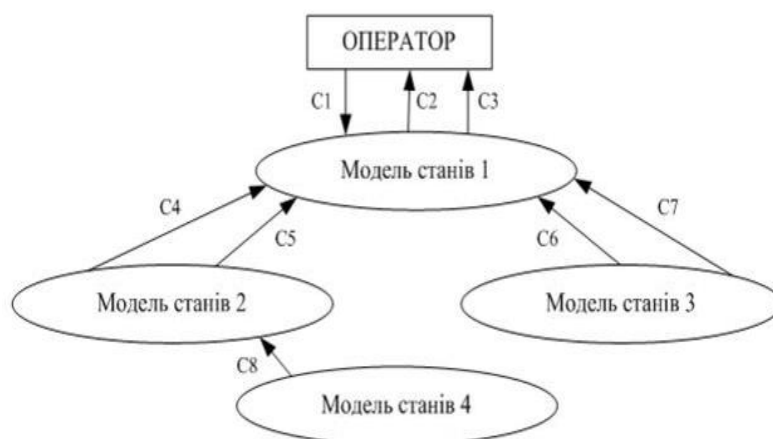 ОПЕРАТОР
С1
С2
С3
Модель станів 1
С4
С5
С6
С7
Модель станів 2
Модель станів 3
С8
Модель станів 4